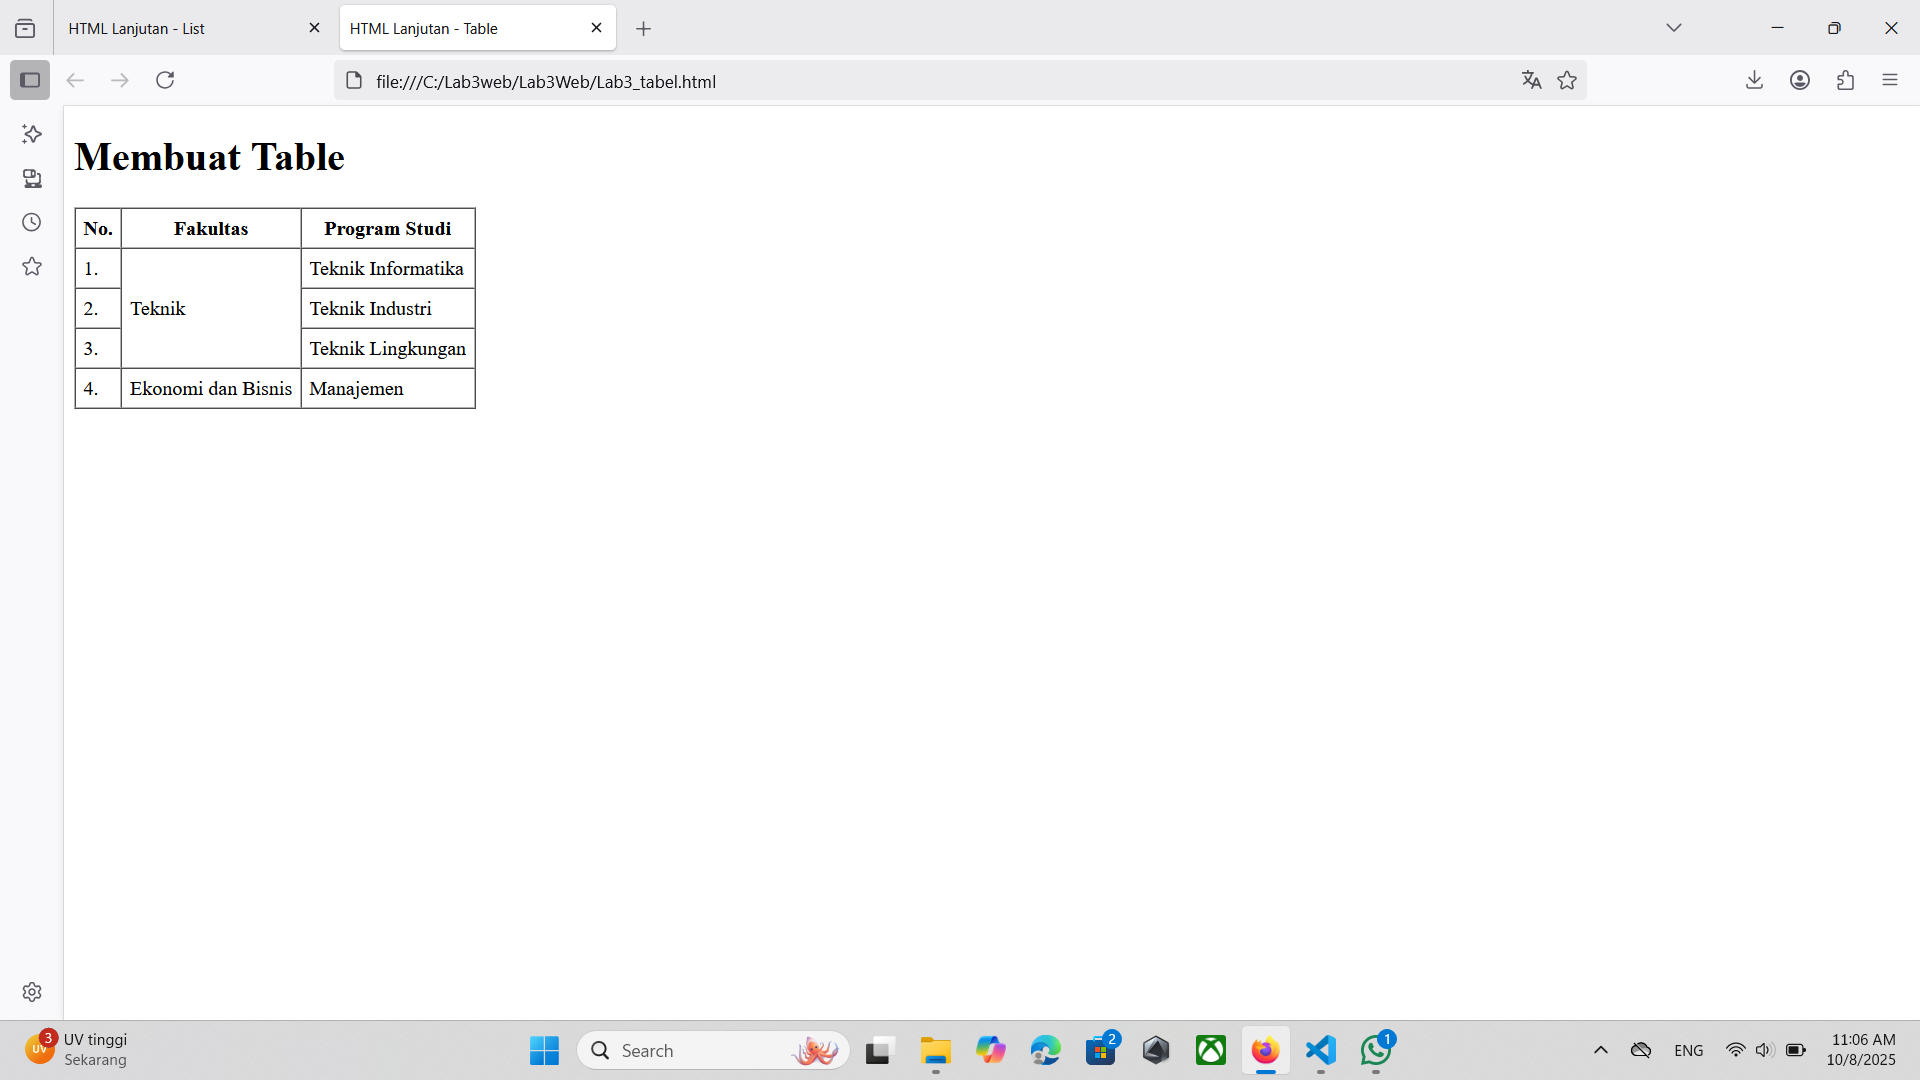 HTML Lanjutan - List
HTML Lanjutan - Table
file:///C:/Lab3web/Lab3Web/Lab3_tabel.html
Membuat Table
No. Fakultas Program Studi
1. Teknik Teknik Informatika
2. Teknik Industri
3. Teknik Lingkungan
4. Ekonomi dan Bisnis Manajemen
UV 3 UV tinggi
Sekarang
Search
2
1
ENG
11:06 AM
10/8/2025